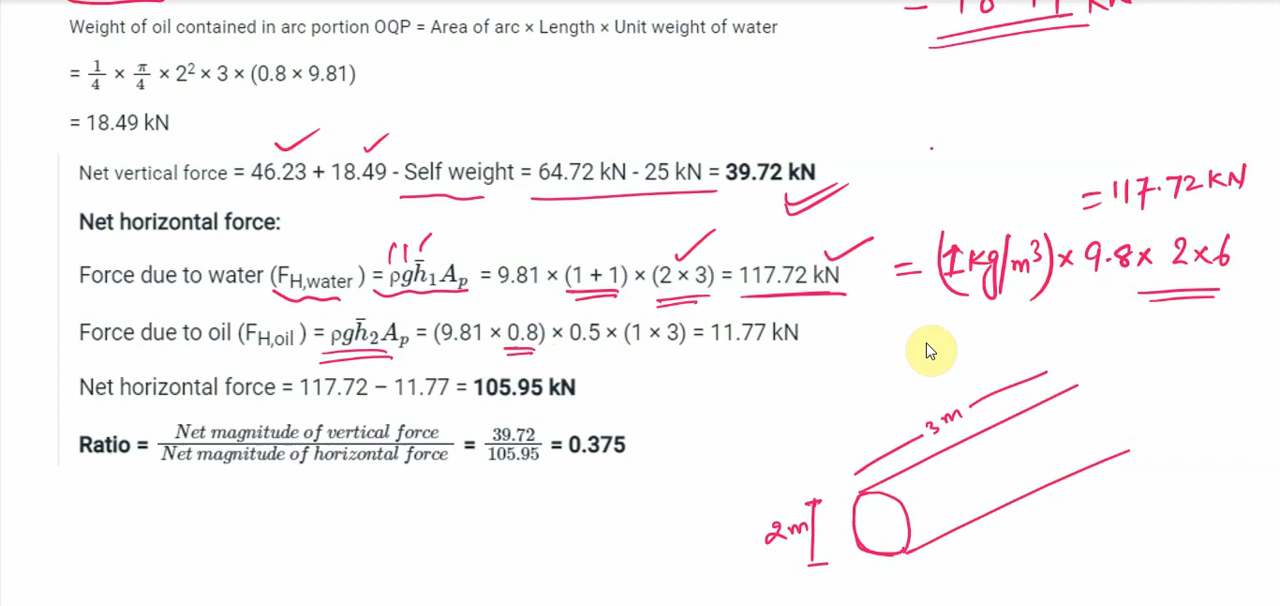 = 18.49 KN
Weight of oil contained in arc portion OQP = Area of arc × Length × Unit weight of water
= 1/4 × π/4 × 2² × 3 × (0.8 × 9.81)
= 18.49 kN
Net vertical force = 46.23 + 18.49 - Self weight = 64.72 kN - 25 kN = 39.72 kN
= 117.72 KN
Net horizontal force:
Force due to water (F_H,water ) = ρgh̄₁A_p = 9.81 × (1 + 1) × (2 × 3) = 117.72 kN
= (1 kg/m³) × 9.8 × 2×6
Force due to oil (F_H,oil ) = ρgh̄₂A_p = (9.81 × 0.8) × 0.5 × (1 × 3) = 11.77 kN
Net horizontal force = 117.72 − 11.77 = 105.95 kN
Ratio = Net magnitude of vertical force / Net magnitude of horizontal force = 39.72 / 105.95 = 0.375
3m
2m